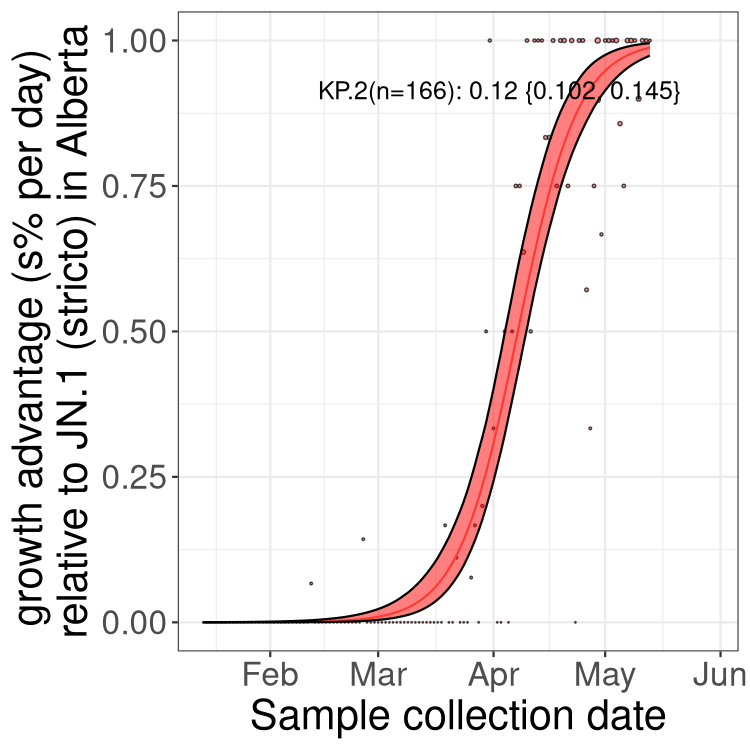 growth advantage (s% per day)
relative to JN.1 (stricto) in Alberta
1.00
0.75
0.50
0.25
0.00
KP.2(n=166): 0.12 {0.102, 0.145}
Feb Mar Apr May Jun
Sample collection date